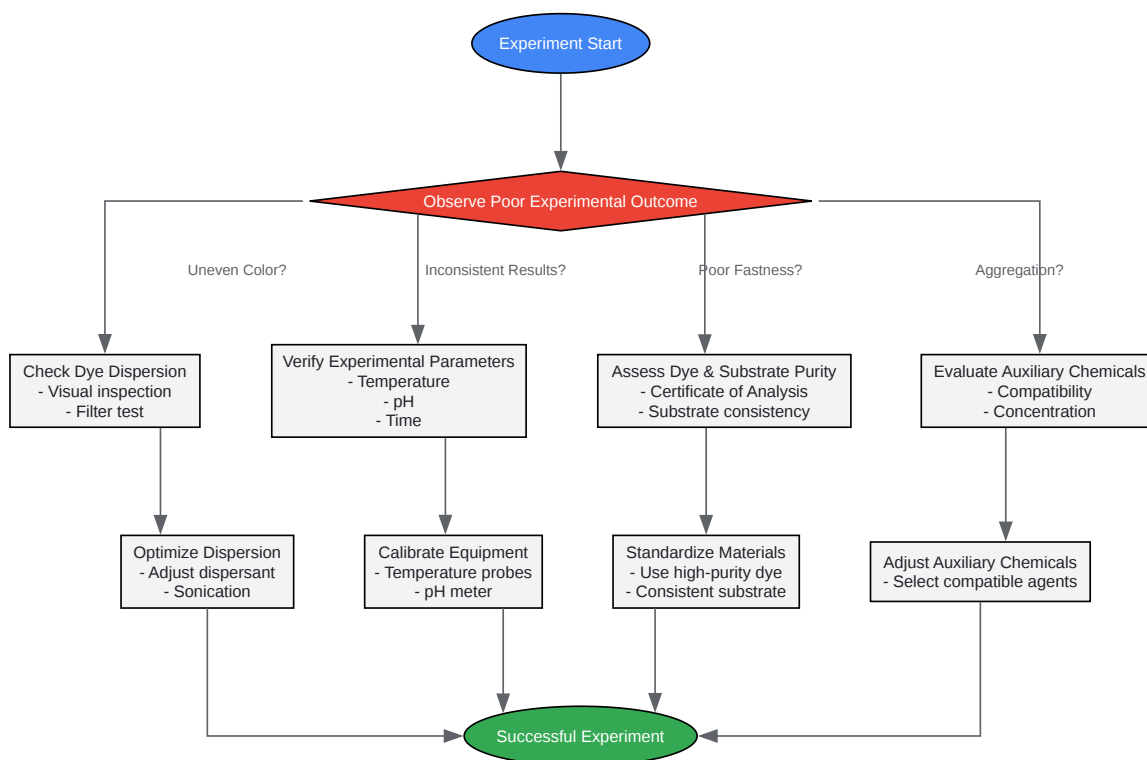 Experiment Start
Observe Poor Experimental Outcome
Uneven Color?
Inconsistent Results?
Poor Fastness?
Aggregation?
Check Dye Dispersion
- Visual inspection
- Filter test
Verify Experimental Parameters
- Temperature
- pH
- Time
Assess Dye & Substrate Purity
- Certificate of Analysis
- Substrate consistency
Evaluate Auxiliary Chemicals
- Compatibility
- Concentration
Optimize Dispersion
- Adjust dispersant
- Sonication
Calibrate Equipment
- Temperature probes
- pH meter
Standardize Materials
- Use high-purity dye
- Consistent substrate
Adjust Auxiliary Chemicals
- Select compatible agents
Successful Experiment